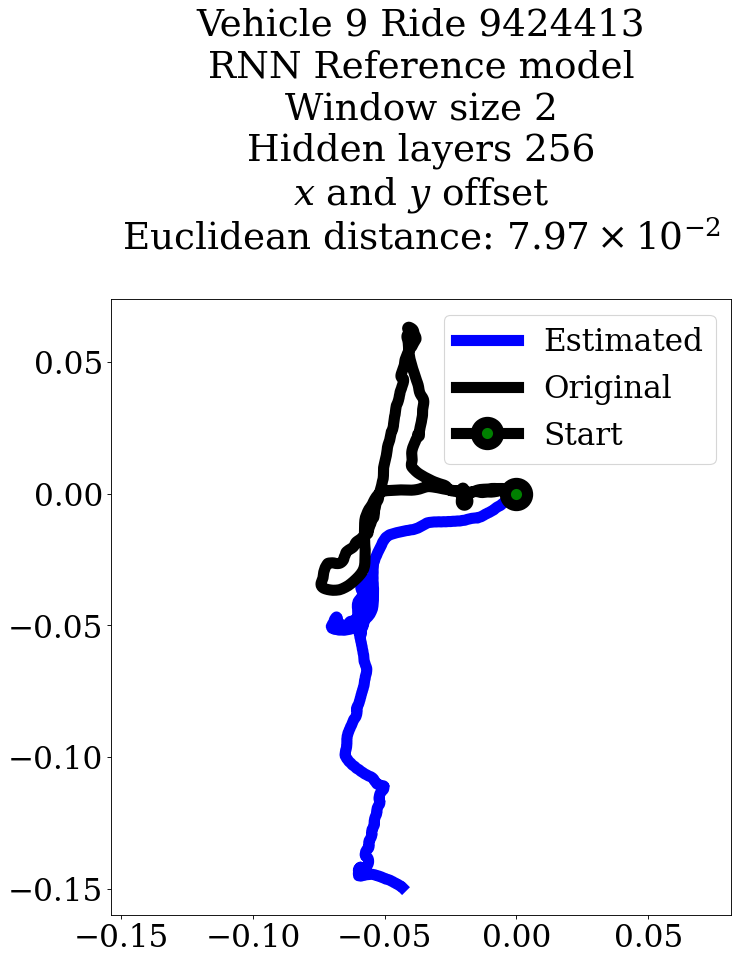 Vehicle 9 Ride 9424413
RNN Reference model
Window size 2
Hidden layers 256
x and y offset
Euclidean distance: 7.97 × 10⁻²
Estimated
Original
Start
0.05
0.00
−0.05
−0.10
−0.15
−0.15 −0.10 −0.05 0.00 0.05